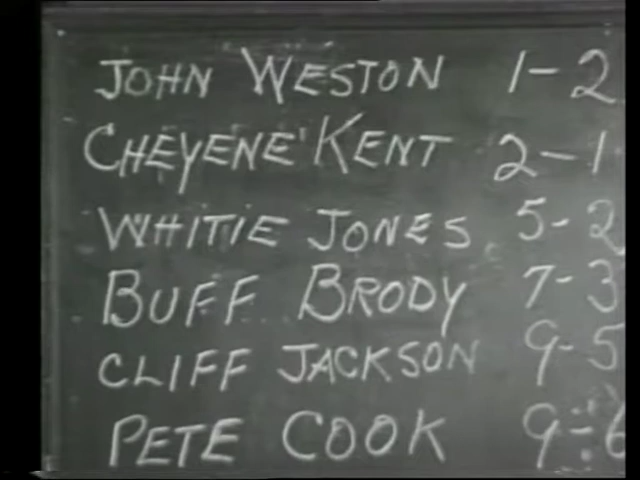 JOHN WESTON 1-2
CHEYENE' KENT 2-1
WHITIE JONES 5-2
BUFF BRODY 7-3
CLIFF JACKSON 9-5
PETE COOK 9-6